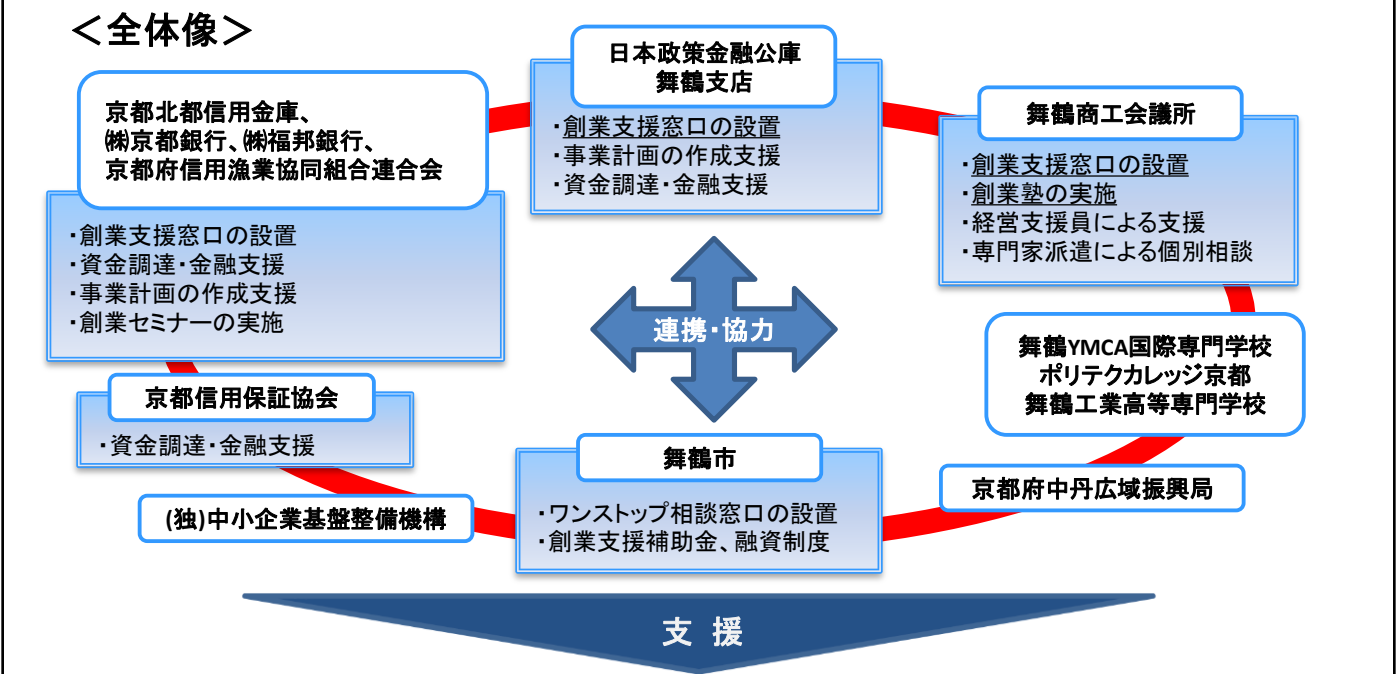 ＜全体像＞
京都北都信用金庫、
㈱京都銀行、㈱福邦銀行、
京都府信用漁業協同組合連合会
・創業支援窓口の設置
・資金調達・金融支援
・事業計画の作成支援
・創業セミナーの実施
日本政策金融公庫
舞鶴支店
・創業支援窓口の設置
・事業計画の作成支援
・資金調達・金融支援
舞鶴商工会議所
・創業支援窓口の設置
・創業塾の実施
・経営支援員による支援
・専門家派遣による個別相談
連携・協力
舞鶴YMCA国際専門学校
ポリテクカレッジ京都
舞鶴工業高等専門学校
京都信用保証協会
・資金調達・金融支援
舞鶴市
・ワンストップ相談窓口の設置
・創業支援補助金、融資制度
京都府中丹広域振興局
(独)中小企業基盤整備機構
支 援